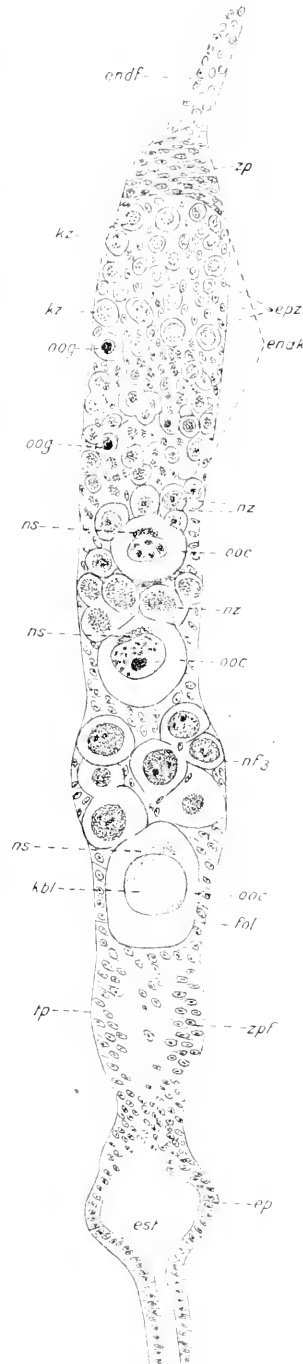 endf
zp
kz
kz
epz
oog
endk
oog
nz
ns
ooc
nz
ns
ooc
nf3
ns
kbl
ooc
fol
tp
zpf
ep
est